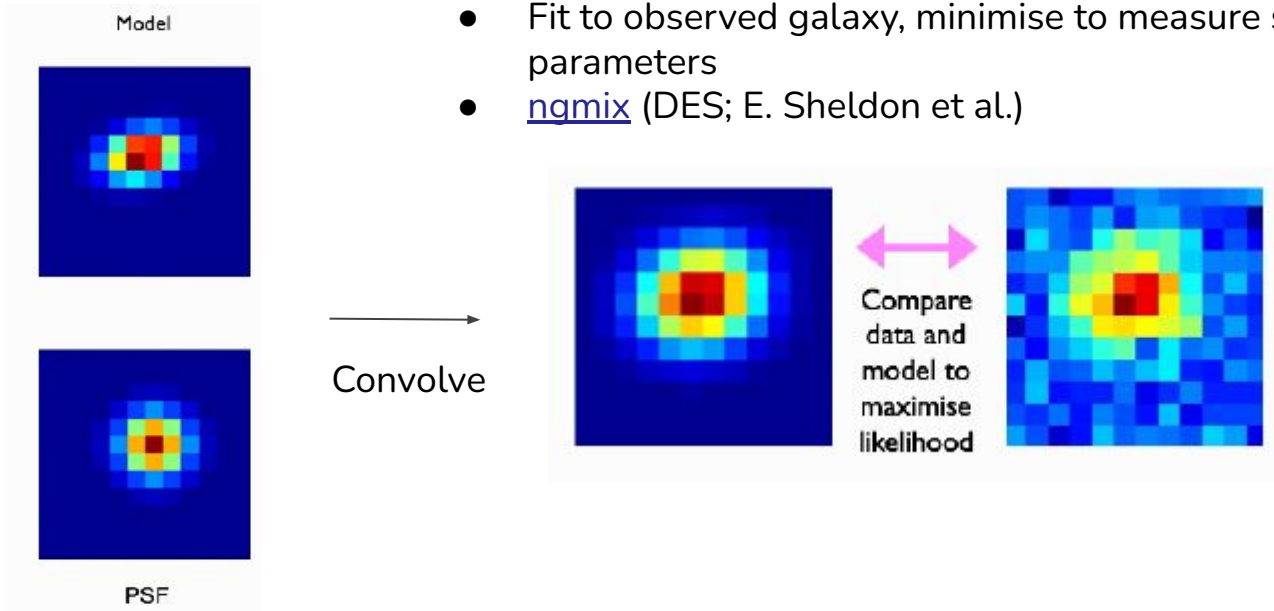 Model
● Fit to observed galaxy, minimise to measure
parameters
● ngmix (DES; E. Sheldon et al.)
Convolve
Compare
data and
model to
maximise
likelihood
PSF